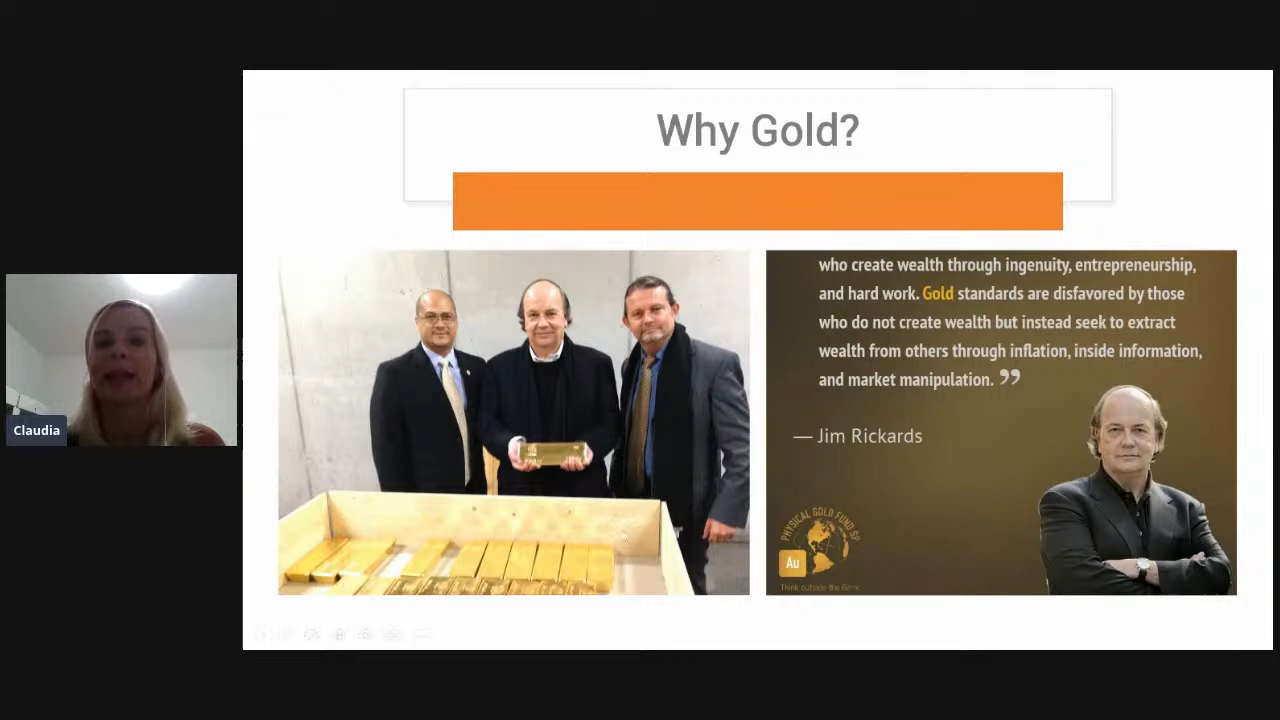 Why Gold?
who create wealth through ingenuity, entrepreneurship,
and hard work. Gold standards are disfavored by those
who do not create wealth but instead seek to extract
wealth from others through inflation, inside information,
and market manipulation. ”
— Jim Rickards
PHYSICAL GOLD FUND SP
Au
Think outside the Bank
Claudia